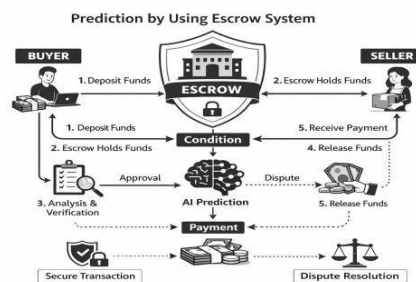 Prediction by Using Escrow System
BUYER
SELLER
1. Deposit Funds
2. Escrow Holds Funds
ESCROW
1. Deposit Funds
Condition
5. Receive Payment
2. Escrow Holds Funds
4. Release Funds
Approval
Dispute
3. Analysis &
Verification
AI Prediction
5. Release Funds
Payment
Secure Transaction
Dispute Resolution